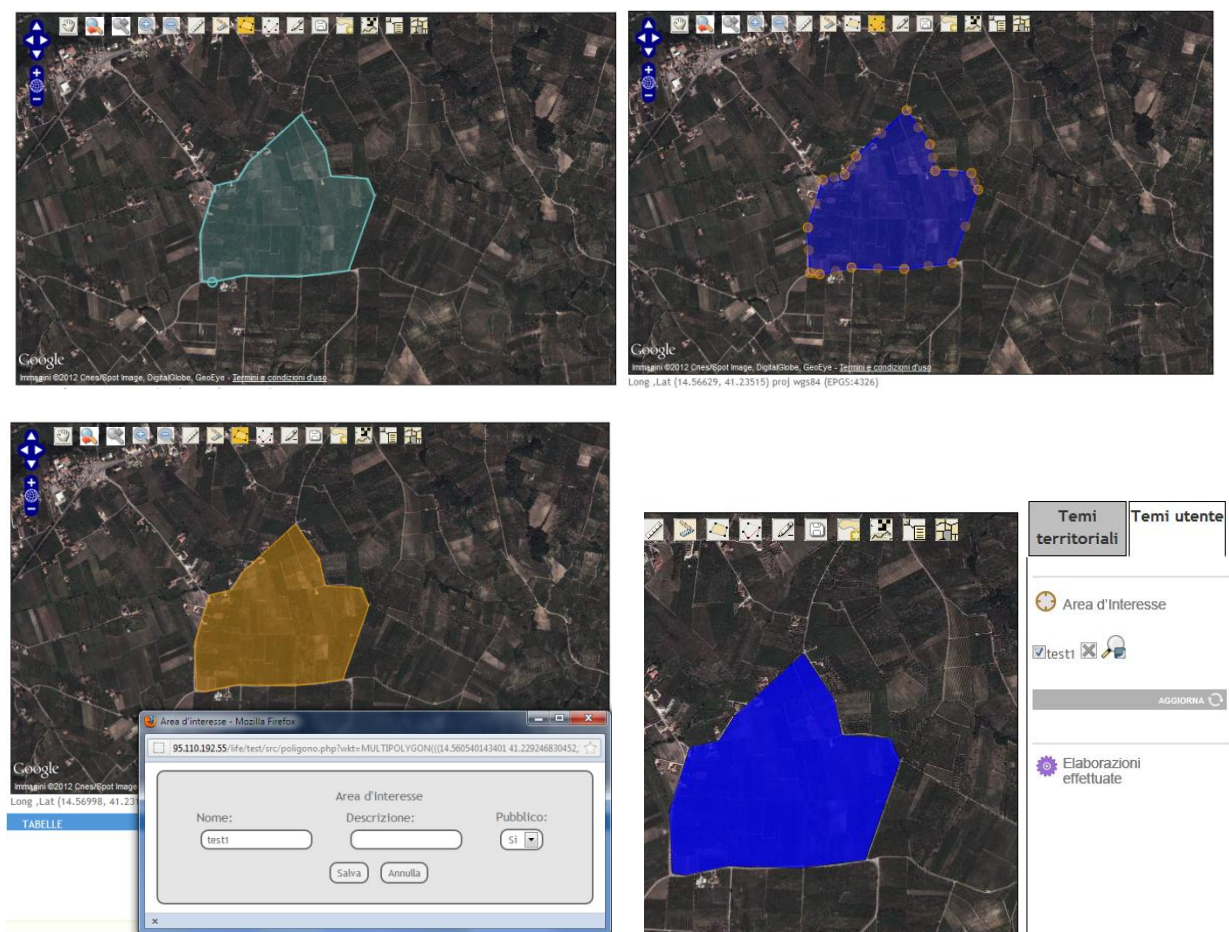 Google
Immagini ©2012 Cnes/Spot Image, DigitalGlobe, GeoEye - Termini e condizioni d'uso
Google
Immagini ©2012 Cnes/Spot Image, DigitalGlobe, GeoEye - Termini e condizioni d'uso
Long ,Lat (14.56629, 41.23515) proj wgs84 (EPGS:4326)
Google
Immagini ©2012 Cnes/Spot Image
Long ,Lat (14.56998, 41.23
TABELLE
Area d'interesse - Mozilla Firefox
95.110.192.55/life/test/src/poligono.php?wkt=MULTIPOLYGON(((14.560540143401 41.229246830452,
Area d'interesse
Nome:
Descrizione:
Pubblico:
test1
Si
Salva
Annulla
x
Temi territoriali
Temi utente
Area d'Interesse
test1
AGGIORNA
Elaborazioni
effettuate